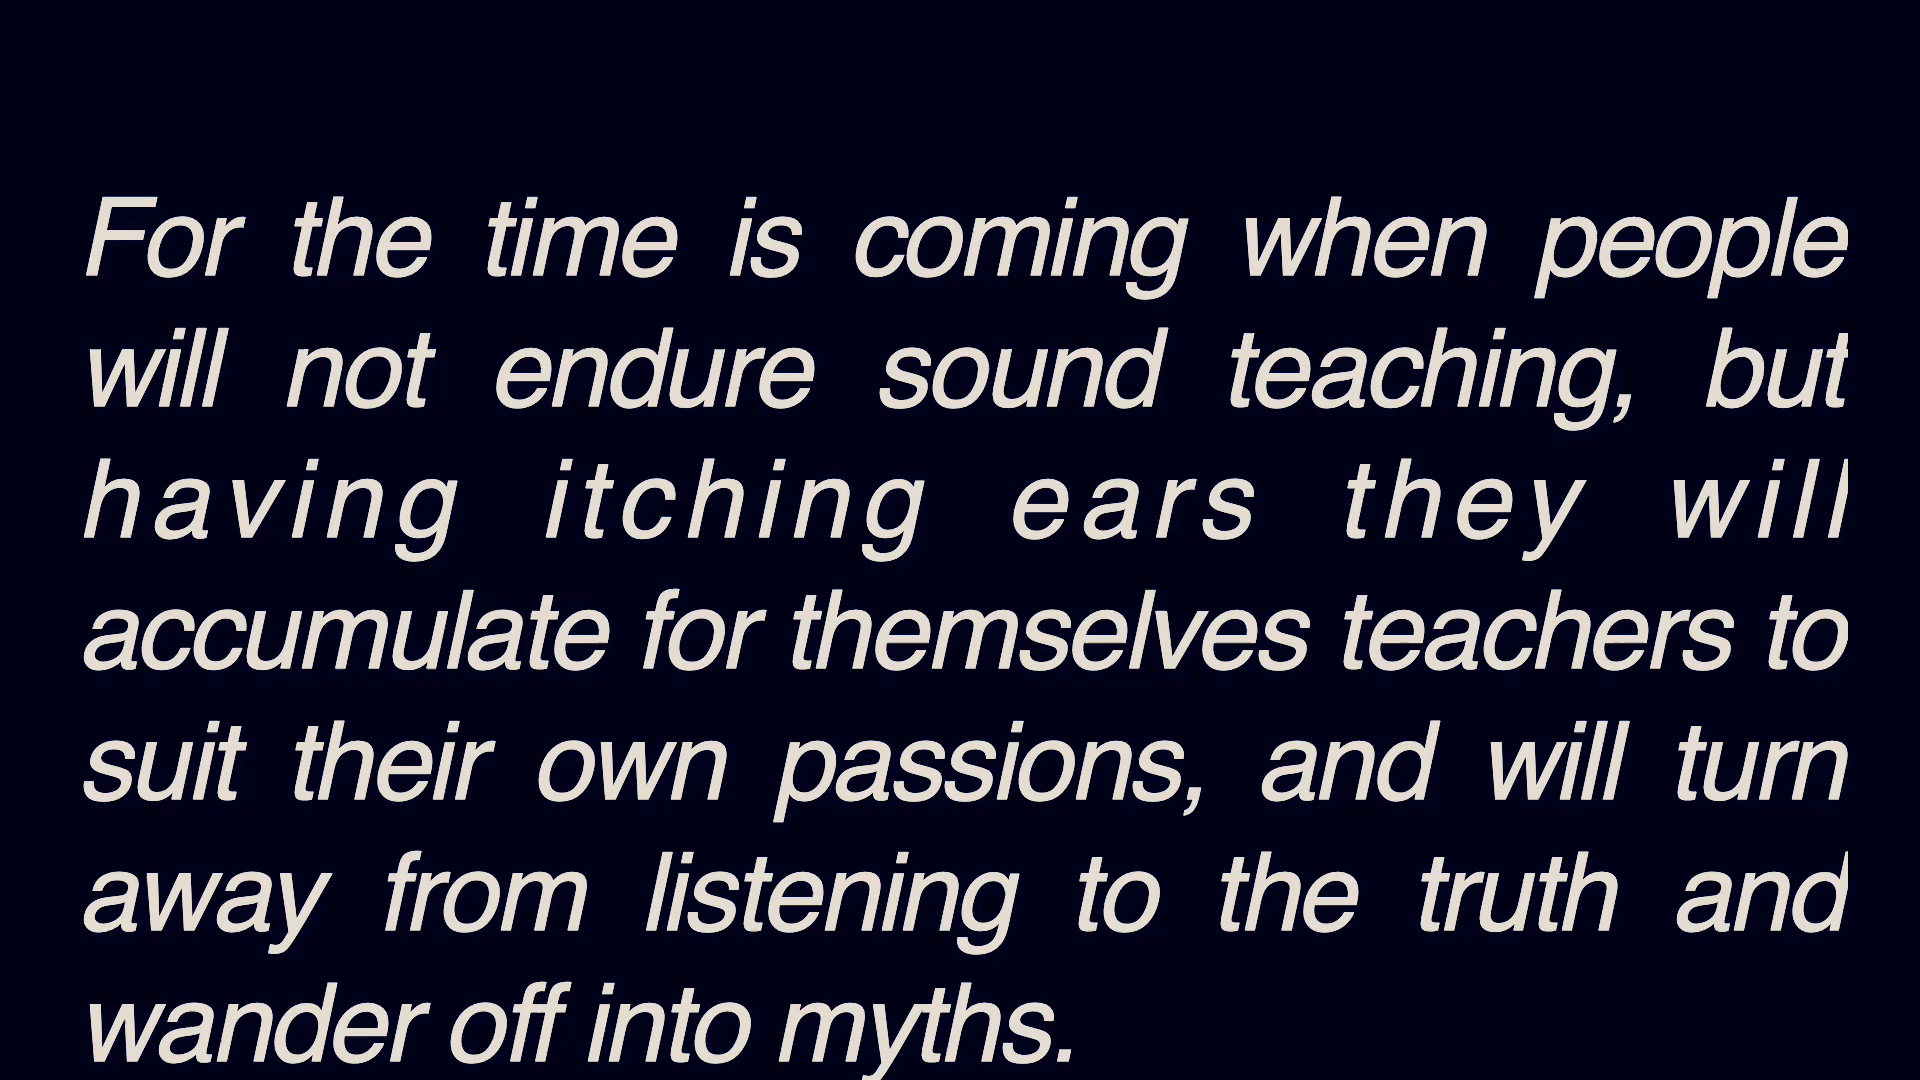 For the time is coming when people
will not endure sound teaching, but
having itching ears they will
accumulate for themselves teachers to
suit their own passions, and will turn
away from listening to the truth and
wander off into myths.